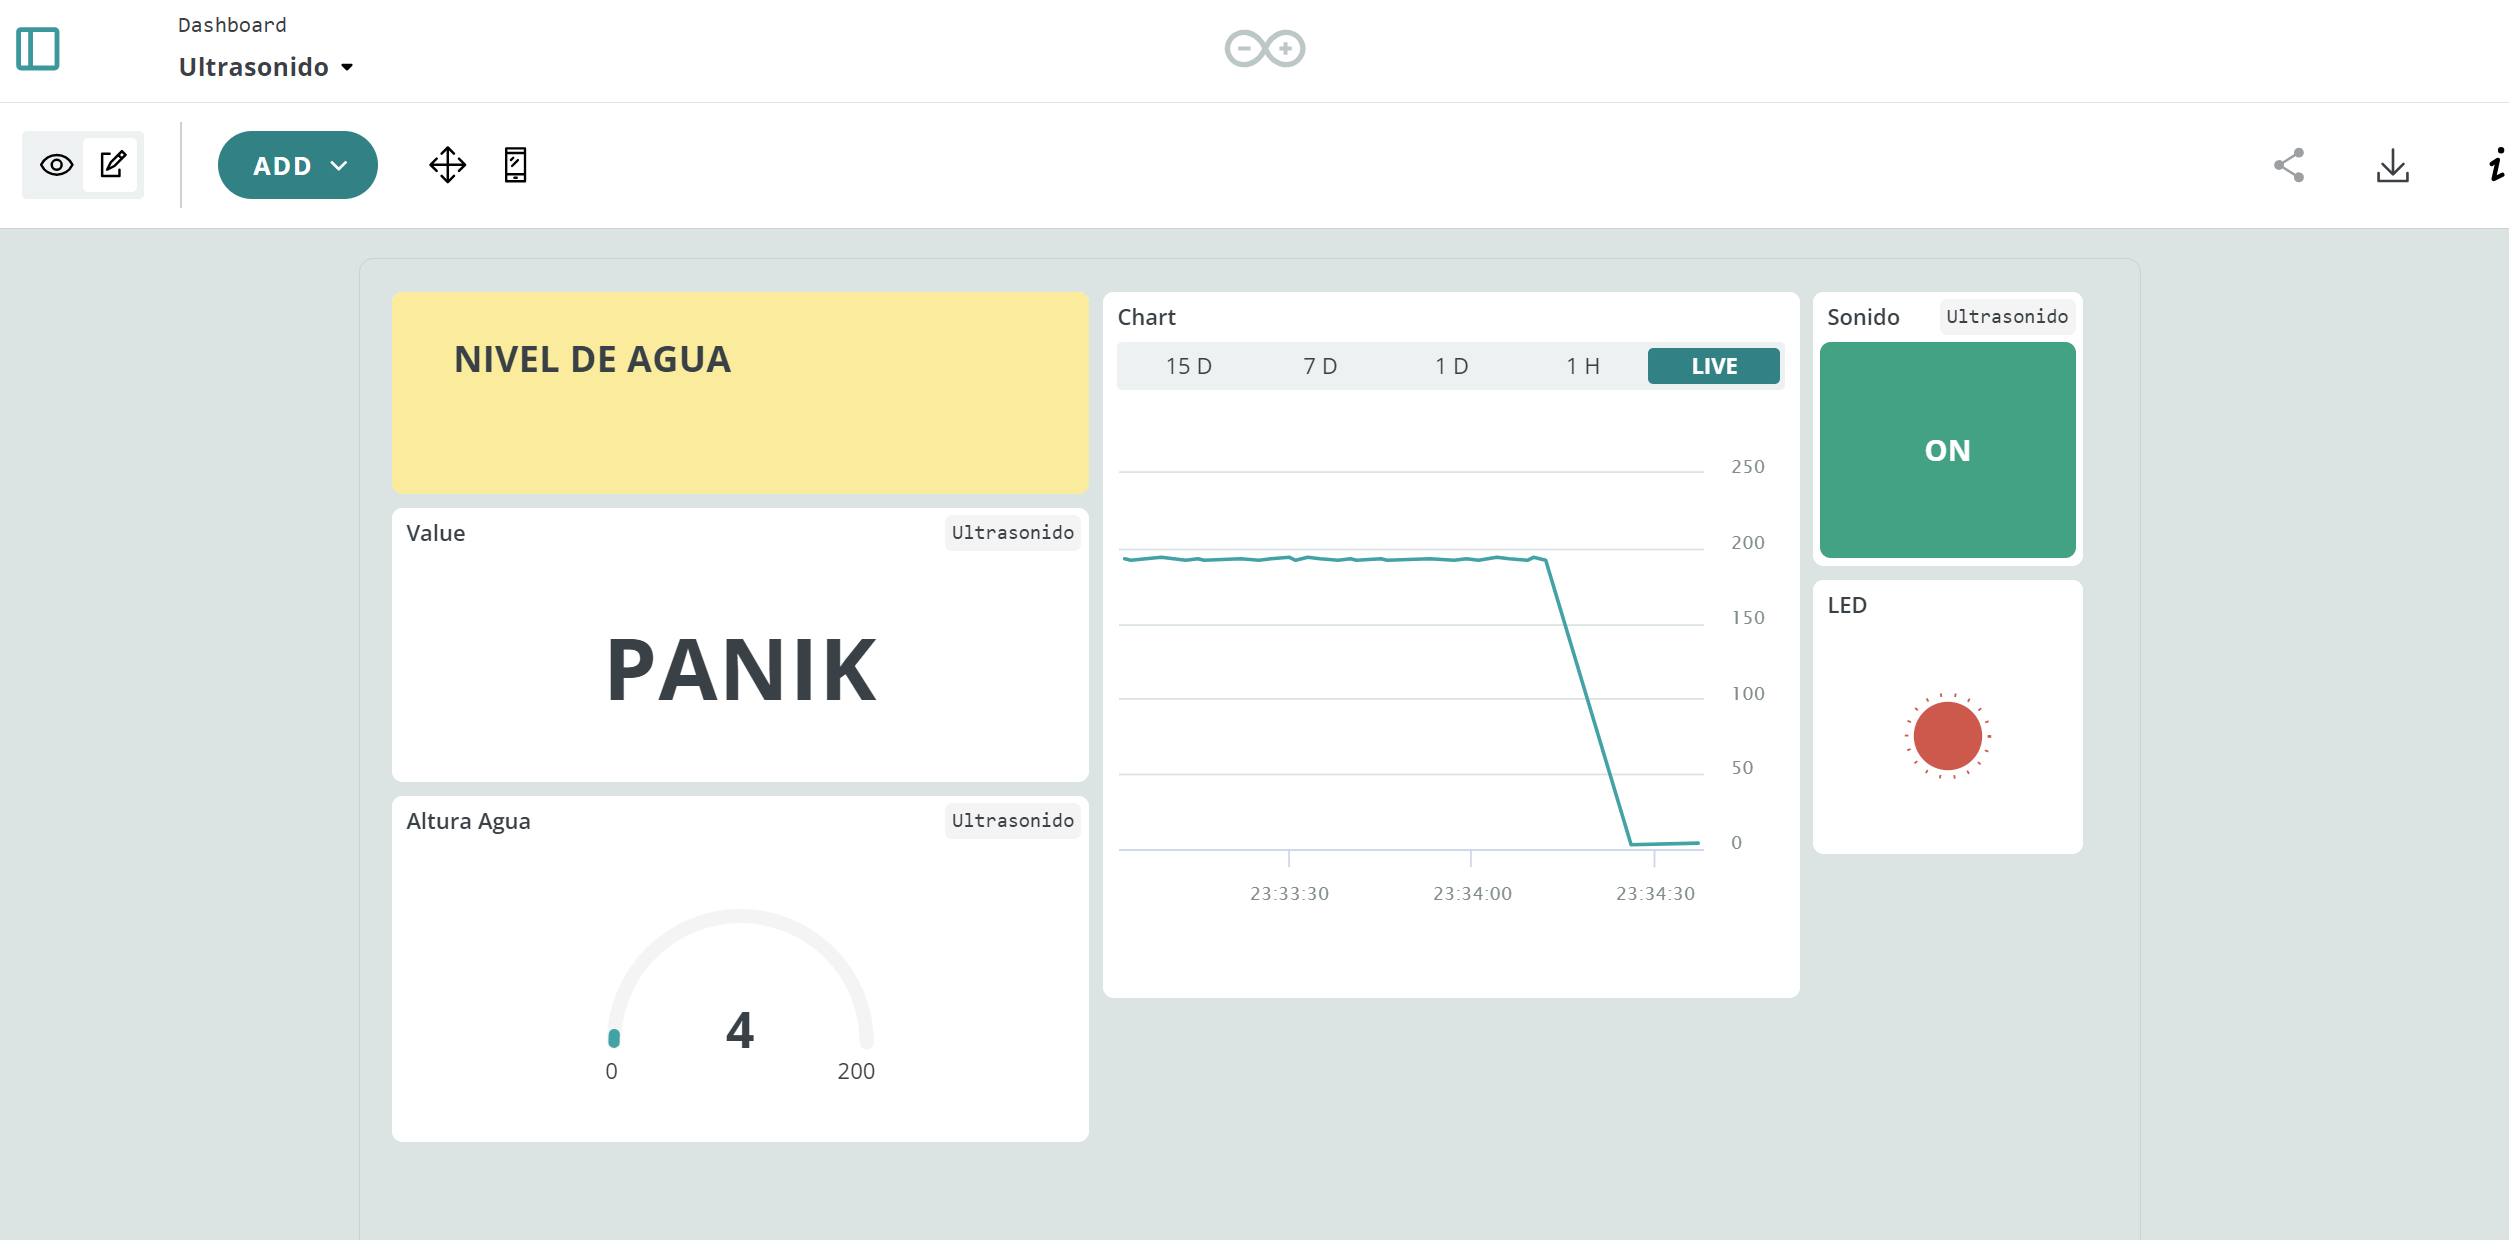 Dashboard
Ultrasonido
ADD
NIVEL DE AGUA
Value
Ultrasonido
PANIK
Altura Agua
Ultrasonido
4
0
200
Chart
15 D
7 D
1 D
1 H
LIVE
250
200
150
100
50
0
23:33:30
23:34:00
23:34:30
Sonido
Ultrasonido
ON
LED